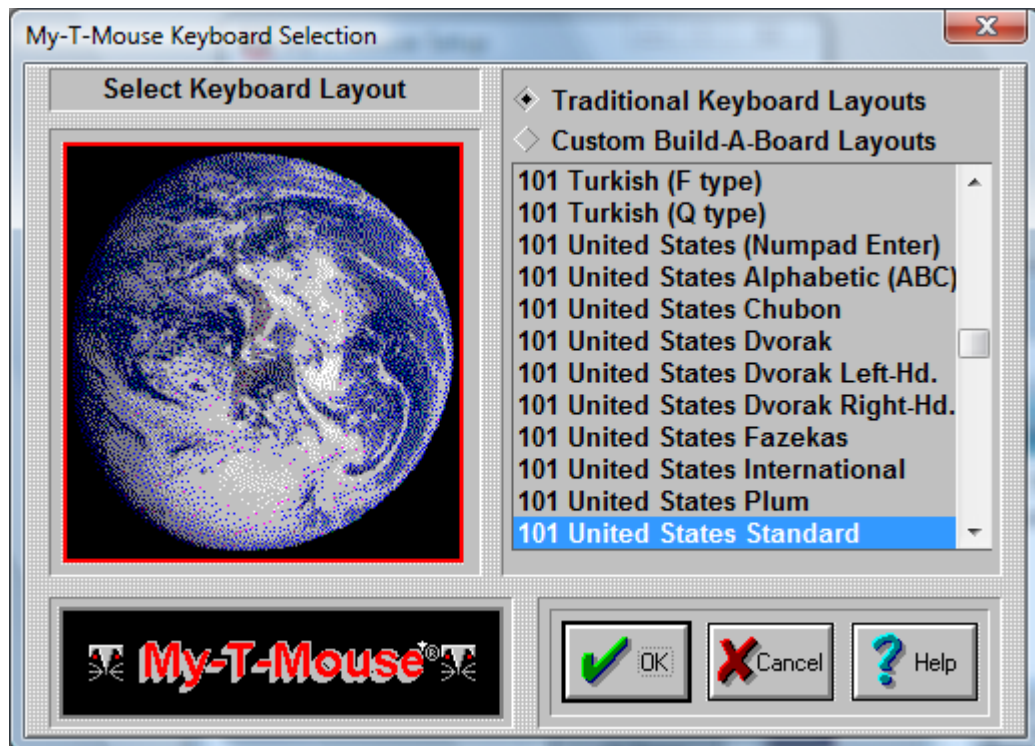 My-T-Mouse Keyboard Selection
Select Keyboard Layout
Traditional Keyboard Layouts
Custom Build-A-Board Layouts
101 Turkish (F type)
101 Turkish (Q type)
101 United States (Numpad Enter)
101 United States Alphabetic (ABC)
101 United States Chubon
101 United States Dvorak
101 United States Dvorak Left-Hd.
101 United States Dvorak Right-Hd.
101 United States Fazekas
101 United States International
101 United States Plum
101 United States Standard
My-T-Mouse®
OK
Cancel
Help